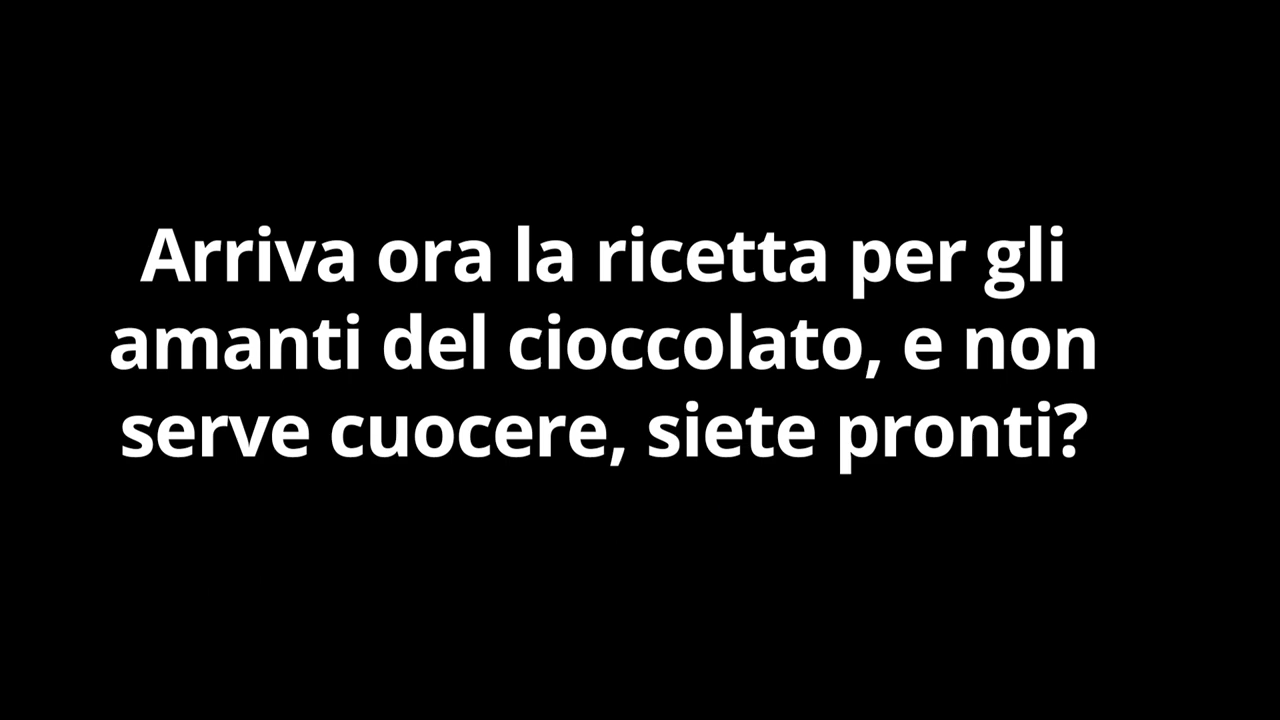 Arriva ora la ricetta per gli
amanti del cioccolato, e non
serve cuocere, siete pronti?